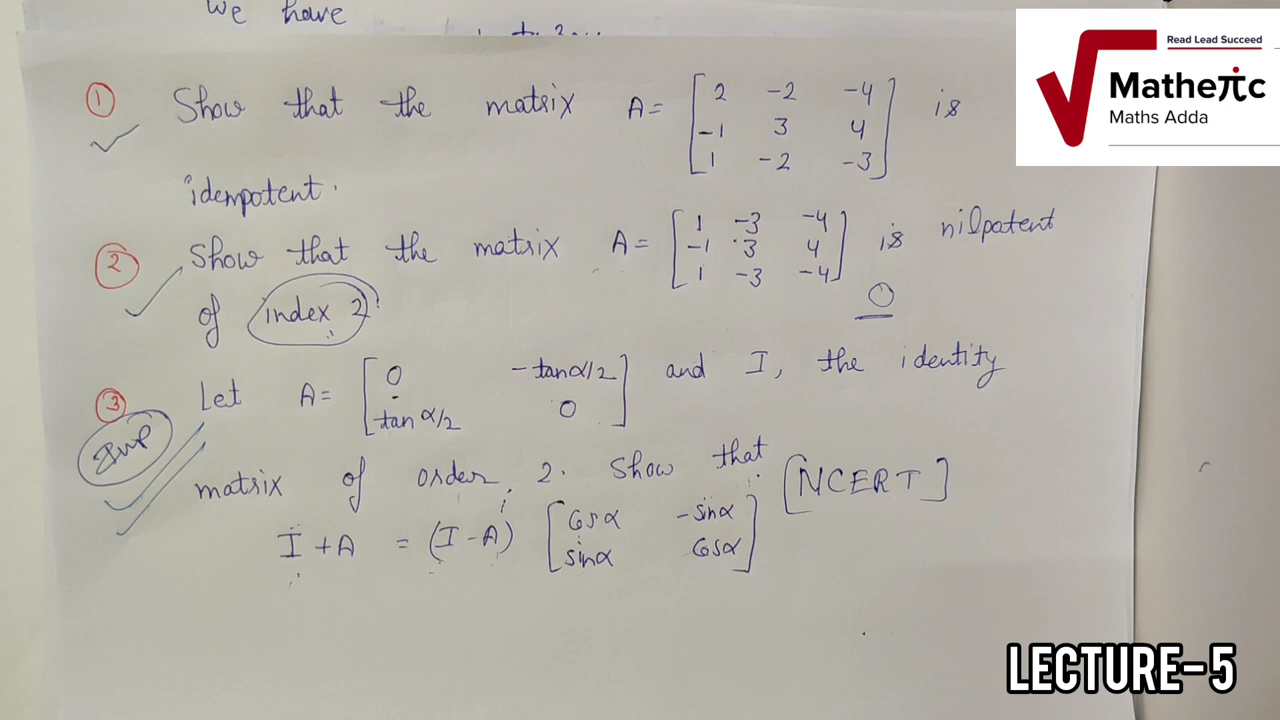 we have
Read Lead Succeed
Matheπc
Maths Adda
① Show that the matrix A = [2 -2 -4
-1 3 4
1 -2 -3] is
idempotent.
② Show that the matrix A = [1 -3 -4
-1 3 4
1 -3 -4] is nilpatent
of index 2
0
③ Let A = [0 -tanα/2
tanα/2 0] and I, the identity
Imp
matrix of order 2. Show that
[NCERT]
I + A = (I - A) [Cosα -sinα
sinα Cosα]
LECTURE-5